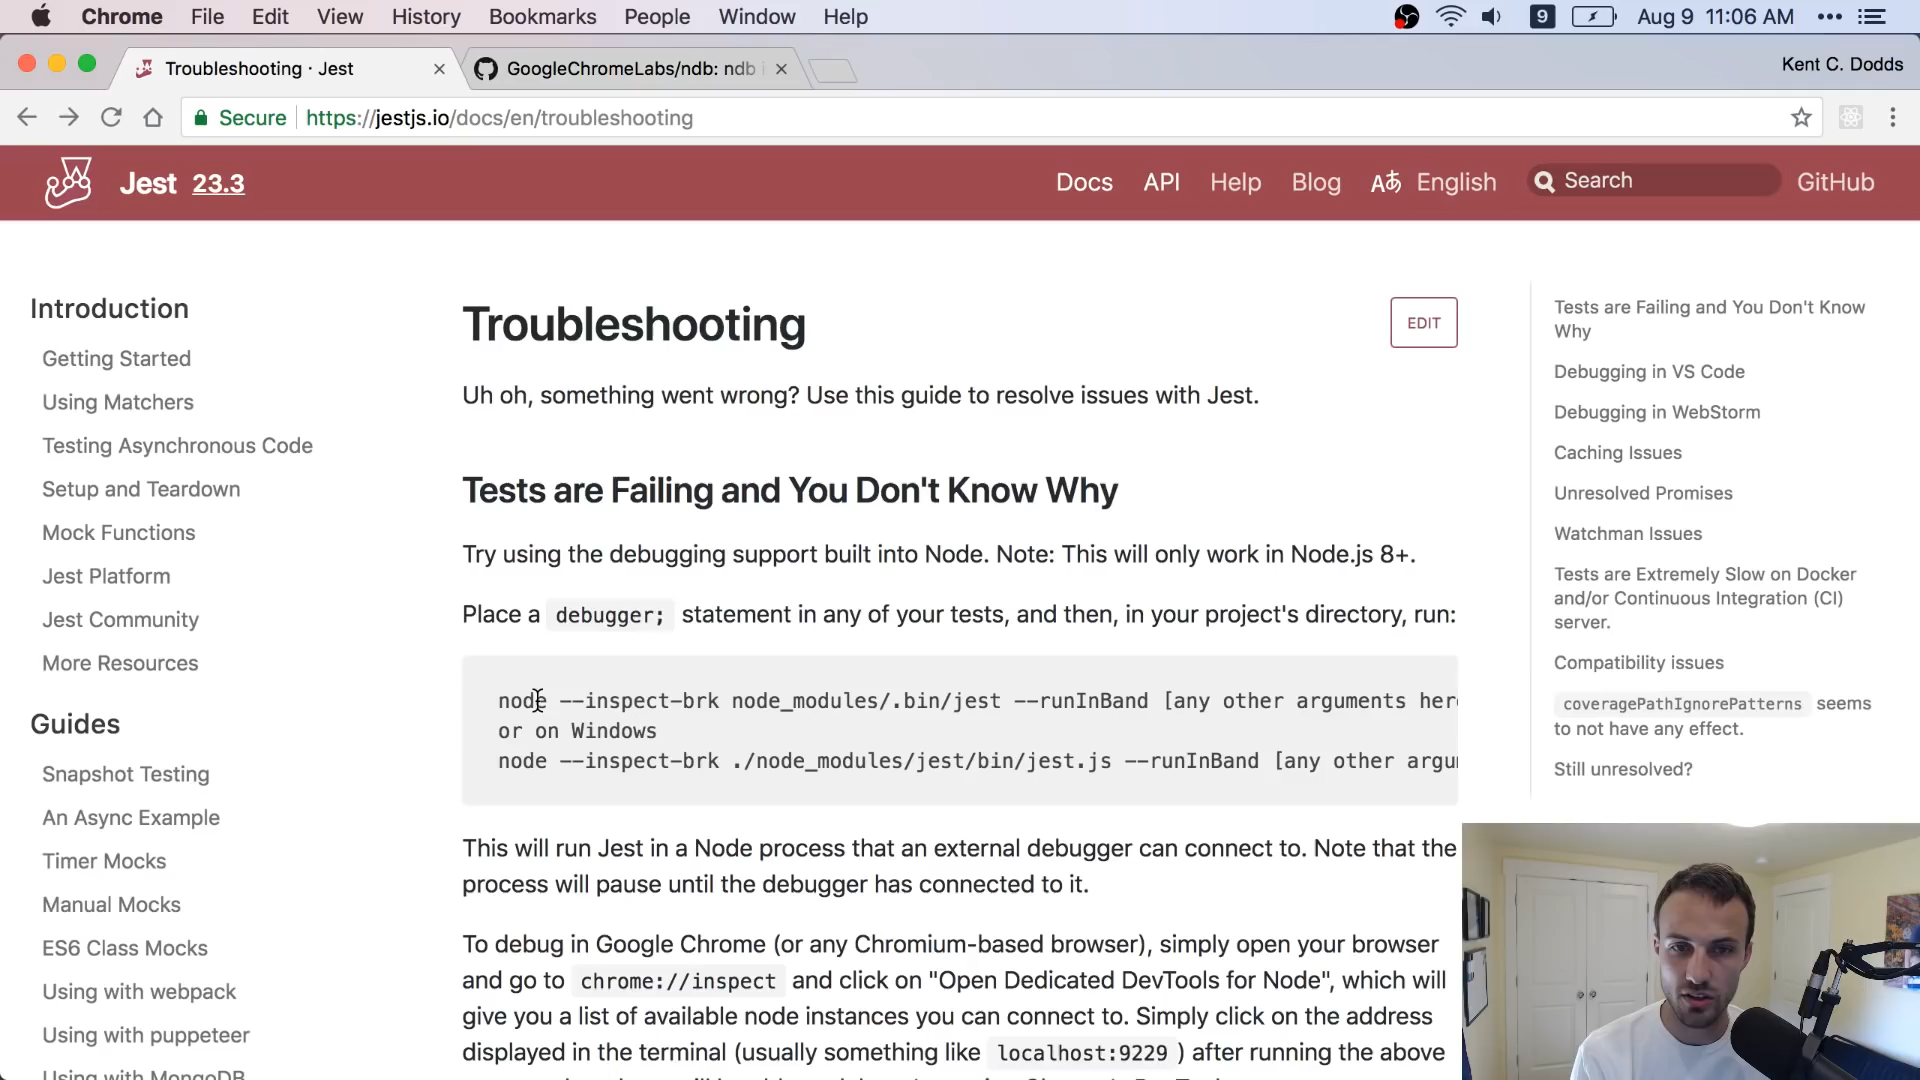 Chrome File Edit View History Bookmarks People Window Help 9 Aug 9 11:06 AM
Troubleshooting · Jest GoogleChromeLabs/ndb: ndb Kent C. Dodds
Secure https://jestjs.io/docs/en/troubleshooting
Jest 23.3 Docs API Help Blog Aあ English Search GitHub
Introduction
Getting Started
Using Matchers
Testing Asynchronous Code
Setup and Teardown
Mock Functions
Jest Platform
Jest Community
More Resources
Guides
Snapshot Testing
An Async Example
Timer Mocks
Manual Mocks
ES6 Class Mocks
Using with webpack
Using with puppeteer
Using with MongoDB
Troubleshooting
EDIT
Uh oh, something went wrong? Use this guide to resolve issues with Jest.
Tests are Failing and You Don't Know Why
Try using the debugging support built into Node. Note: This will only work in Node.js 8+.
Place a debugger; statement in any of your tests, and then, in your project's directory, run:
node --inspect-brk node_modules/.bin/jest --runInBand [any other arguments her
or on Windows
node --inspect-brk ./node_modules/jest/bin/jest.js --runInBand [any other argu
This will run Jest in a Node process that an external debugger can connect to. Note that the
process will pause until the debugger has connected to it.
To debug in Google Chrome (or any Chromium-based browser), simply open your browser
and go to chrome://inspect and click on "Open Dedicated DevTools for Node", which will
give you a list of available node instances you can connect to. Simply click on the address
displayed in the terminal (usually something like localhost:9229 ) after running the above
Tests are Failing and You Don't Know
Why
Debugging in VS Code
Debugging in WebStorm
Caching Issues
Unresolved Promises
Watchman Issues
Tests are Extremely Slow on Docker
and/or Continuous Integration (CI)
server.
Compatibility issues
coveragePathIgnorePatterns seems
to not have any effect.
Still unresolved?